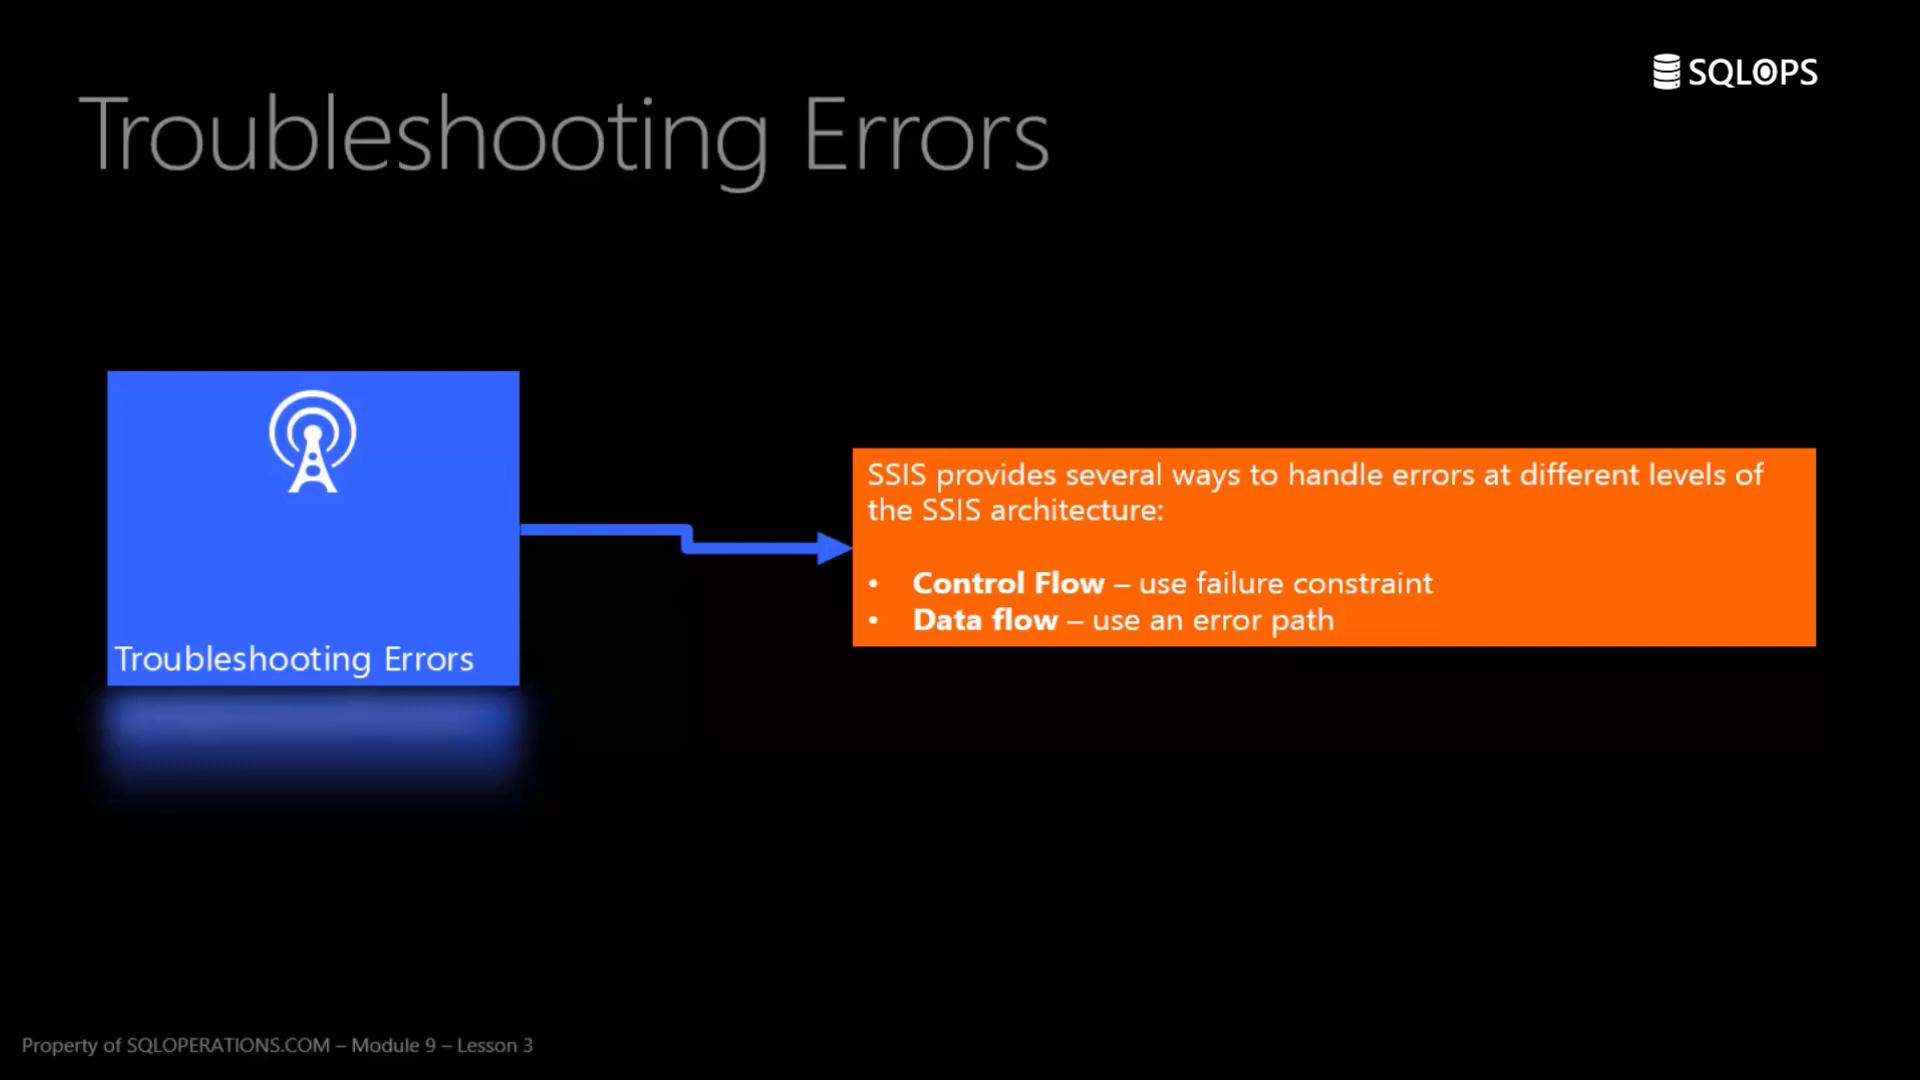 SQLOPS
Troubleshooting Errors
Troubleshooting Errors
SSIS provides several ways to handle errors at different levels of
the SSIS architecture:
• Control Flow – use failure constraint
• Data flow – use an error path
Property of SQLOPERATIONS.COM – Module 9 – Lesson 3